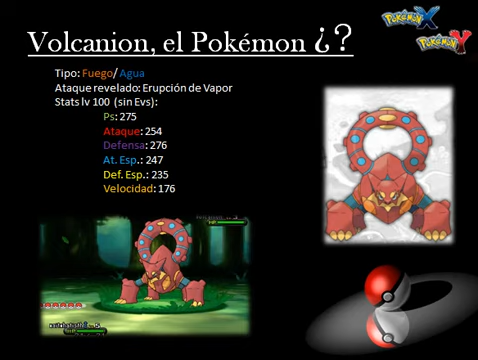 Volcanion, el Pokémon ¿?
POKÉMON X
POKÉMON Y
Tipo: Fuego/Agua
Ataque revelado: Erupción de Vapor
Stats lv 100 (sin Evs):
Ps: 275
Ataque: 254
Defensa: 276
At. Esp.: 247
Def. Esp.: 235
Velocidad: 176